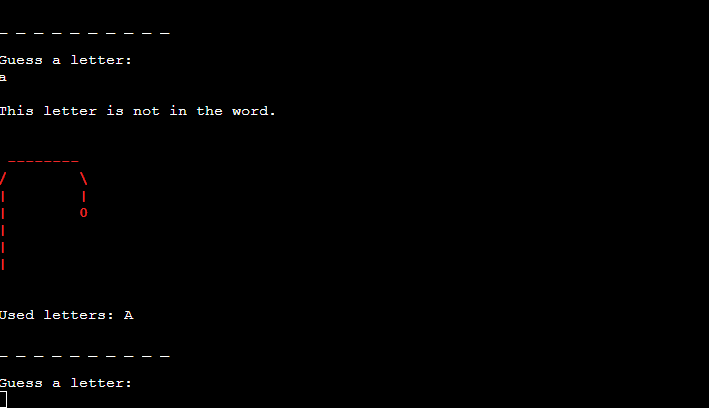 _ _ _ _ _ _ _ _ _ _
Guess a letter:
a
This letter is not in the word.
 --------
/        \
|        |
|        O
|
|
|
Used letters: A
_ _ _ _ _ _ _ _ _ _
Guess a letter: